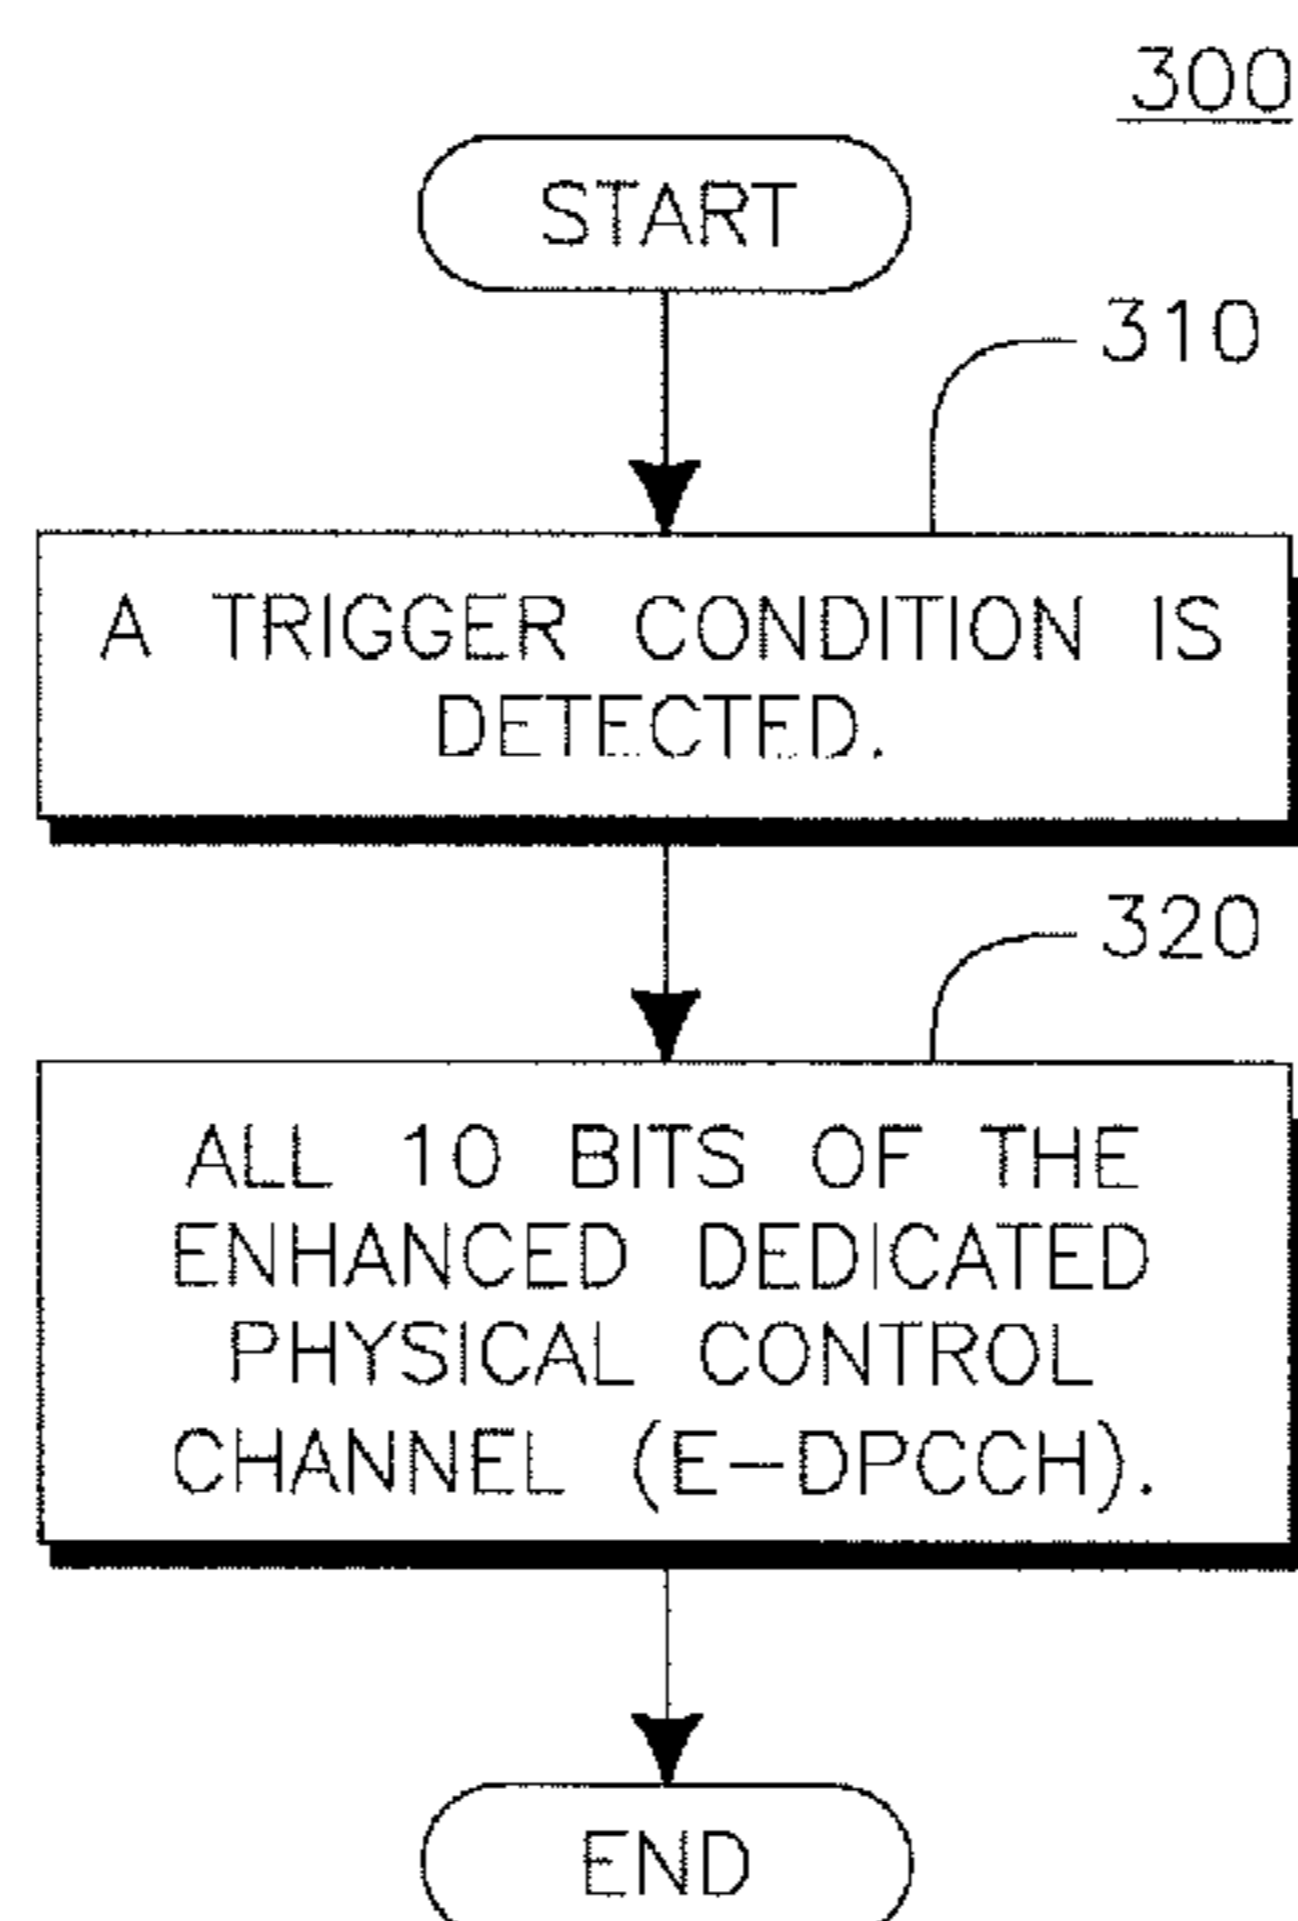 300
START
310
A TRIGGER CONDITION IS
DETECTED.
320
ALL 10 BITS OF THE
ENHANCED DEDICATED
PHYSICAL CONTROL
CHANNEL (E-DPCCH).
END